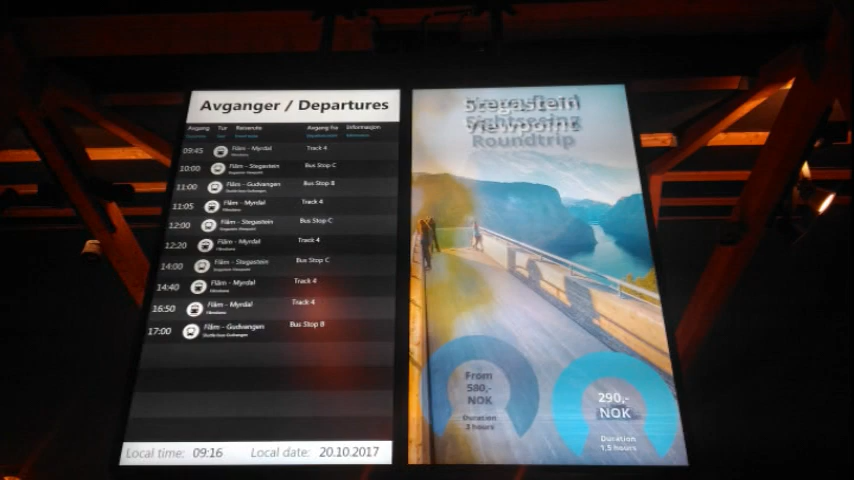 Avganger / Departures
Avgang Tur Reiserute Avgang fra Informasjon
09:45 Flåm - Myrdal Track 4
10:00 Flåm - Stegastein Bus Stop C
11:00 Flåm - Gudvangen Bus Stop B
11:05 Flåm - Myrdal Track 4
12:00 Flåm - Stegastein Bus Stop C
12:20 Flåm - Myrdal Track 4
14:00 Flåm - Stegastein Bus Stop C
14:40 Flåm - Myrdal Track 4
16:50 Flåm - Myrdal Track 4
17:00 Flåm - Gudvangen Bus Stop B
Local time: 09:16 Local date: 20.10.2017
Stegastein
Sightseeing
Viewpoint
Roundtrip
From
580,-
NOK
Duration
3 hours
290,-
NOK
Duration
1.5 hours